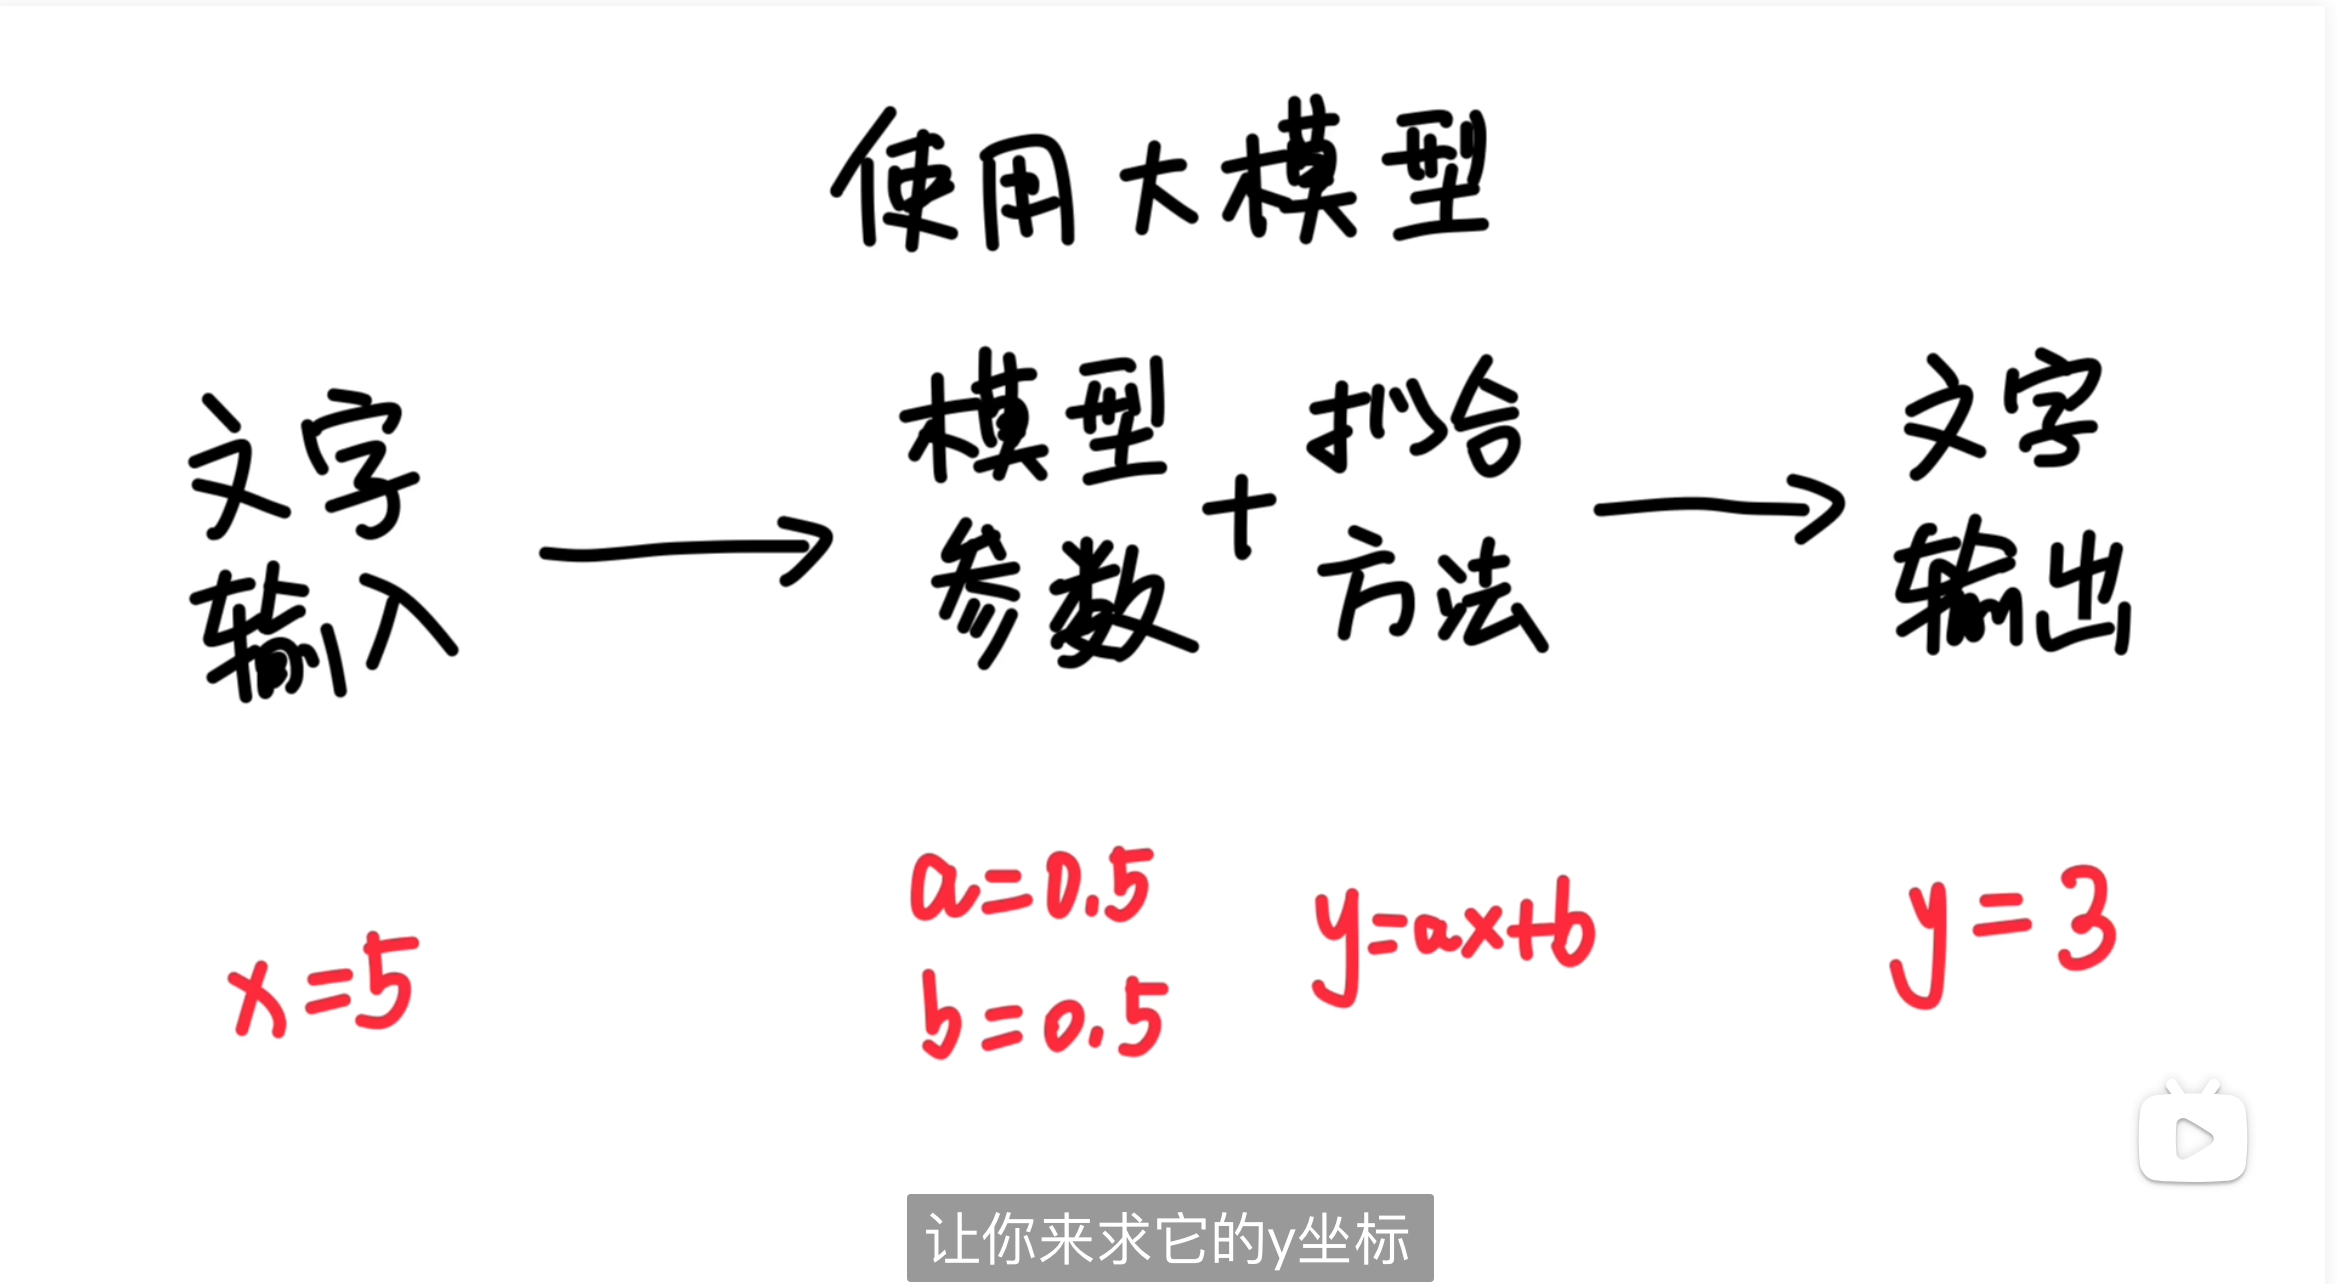 使用大模型
文字
输入
模型
参数
+
拟合
方法
文字
输出
x=5
a=0.5
b=0.5
y=ax+b
y=3
让你来求它的y坐标